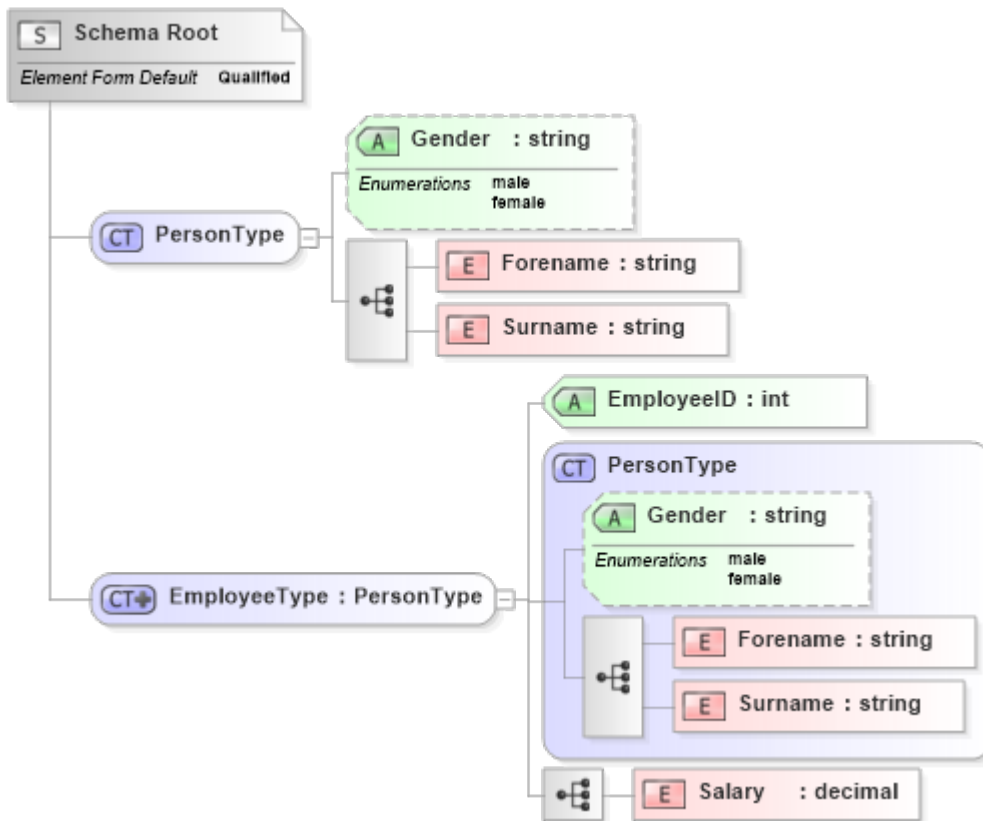 S Schema Root
Element Form Default Qualified
A Gender : string
Enumerations male
female
CT PersonType
E Forename : string
E Surname : string
A EmployeeID : int
CT PersonType
A Gender : string
Enumerations male
female
CT+ EmployeeType : PersonType
E Forename : string
E Surname : string
E Salary : decimal